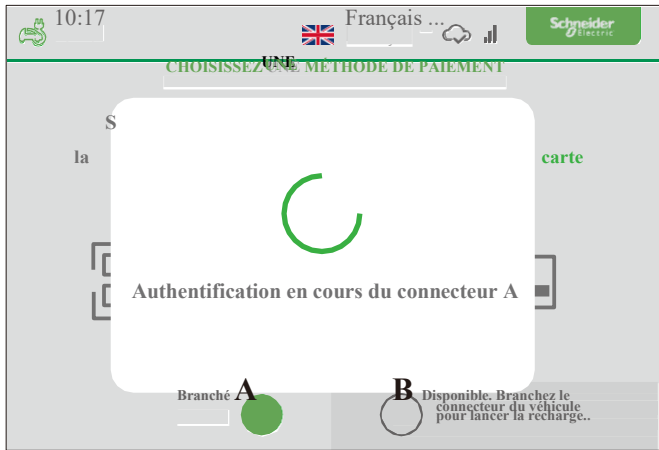 10:17
Français ...
Schneider
Electric
CHOISISSEZ UNE MÉTHODE DE PAIEMENT
UNE
S
la
carte
Authentification en cours du connecteur A
Branché A
B Disponible. Branchez le
connecteur du véhicule
pour lancer la recharge..